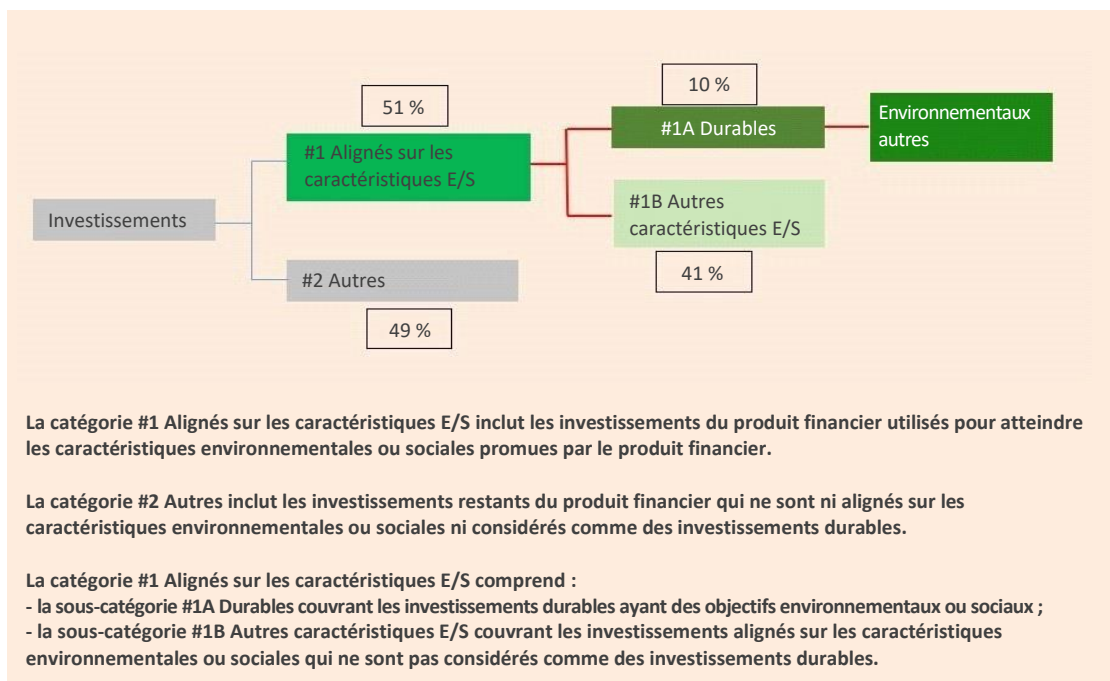 10 %
51 %
Environnementaux
autres
#1A Durables
#1 Alignés sur les
caractéristiques E/S
#1B Autres
caractéristiques E/S
Investissements
#2 Autres
41 %
49 %
La catégorie #1 Alignés sur les caractéristiques E/S inclut les investissements du produit financier utilisés pour atteindre
les caractéristiques environnementales ou sociales promues par le produit financier.
La catégorie #2 Autres inclut les investissements restants du produit financier qui ne sont ni alignés sur les
caractéristiques environnementales ou sociales ni considérés comme des investissements durables.
La catégorie #1 Alignés sur les caractéristiques E/S comprend :
- la sous-catégorie #1A Durables couvrant les investissements durables ayant des objectifs environnementaux ou sociaux ;
- la sous-catégorie #1B Autres caractéristiques E/S couvrant les investissements alignés sur les caractéristiques
environnementales ou sociales qui ne sont pas considérés comme des investissements durables.